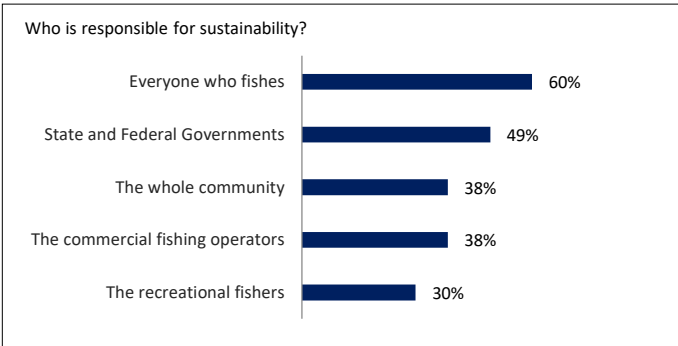 Who is responsible for sustainability?
Everyone who fishes 60%
State and Federal Governments 49%
The whole community 38%
The commercial fishing operators 38%
The recreational fishers 30%